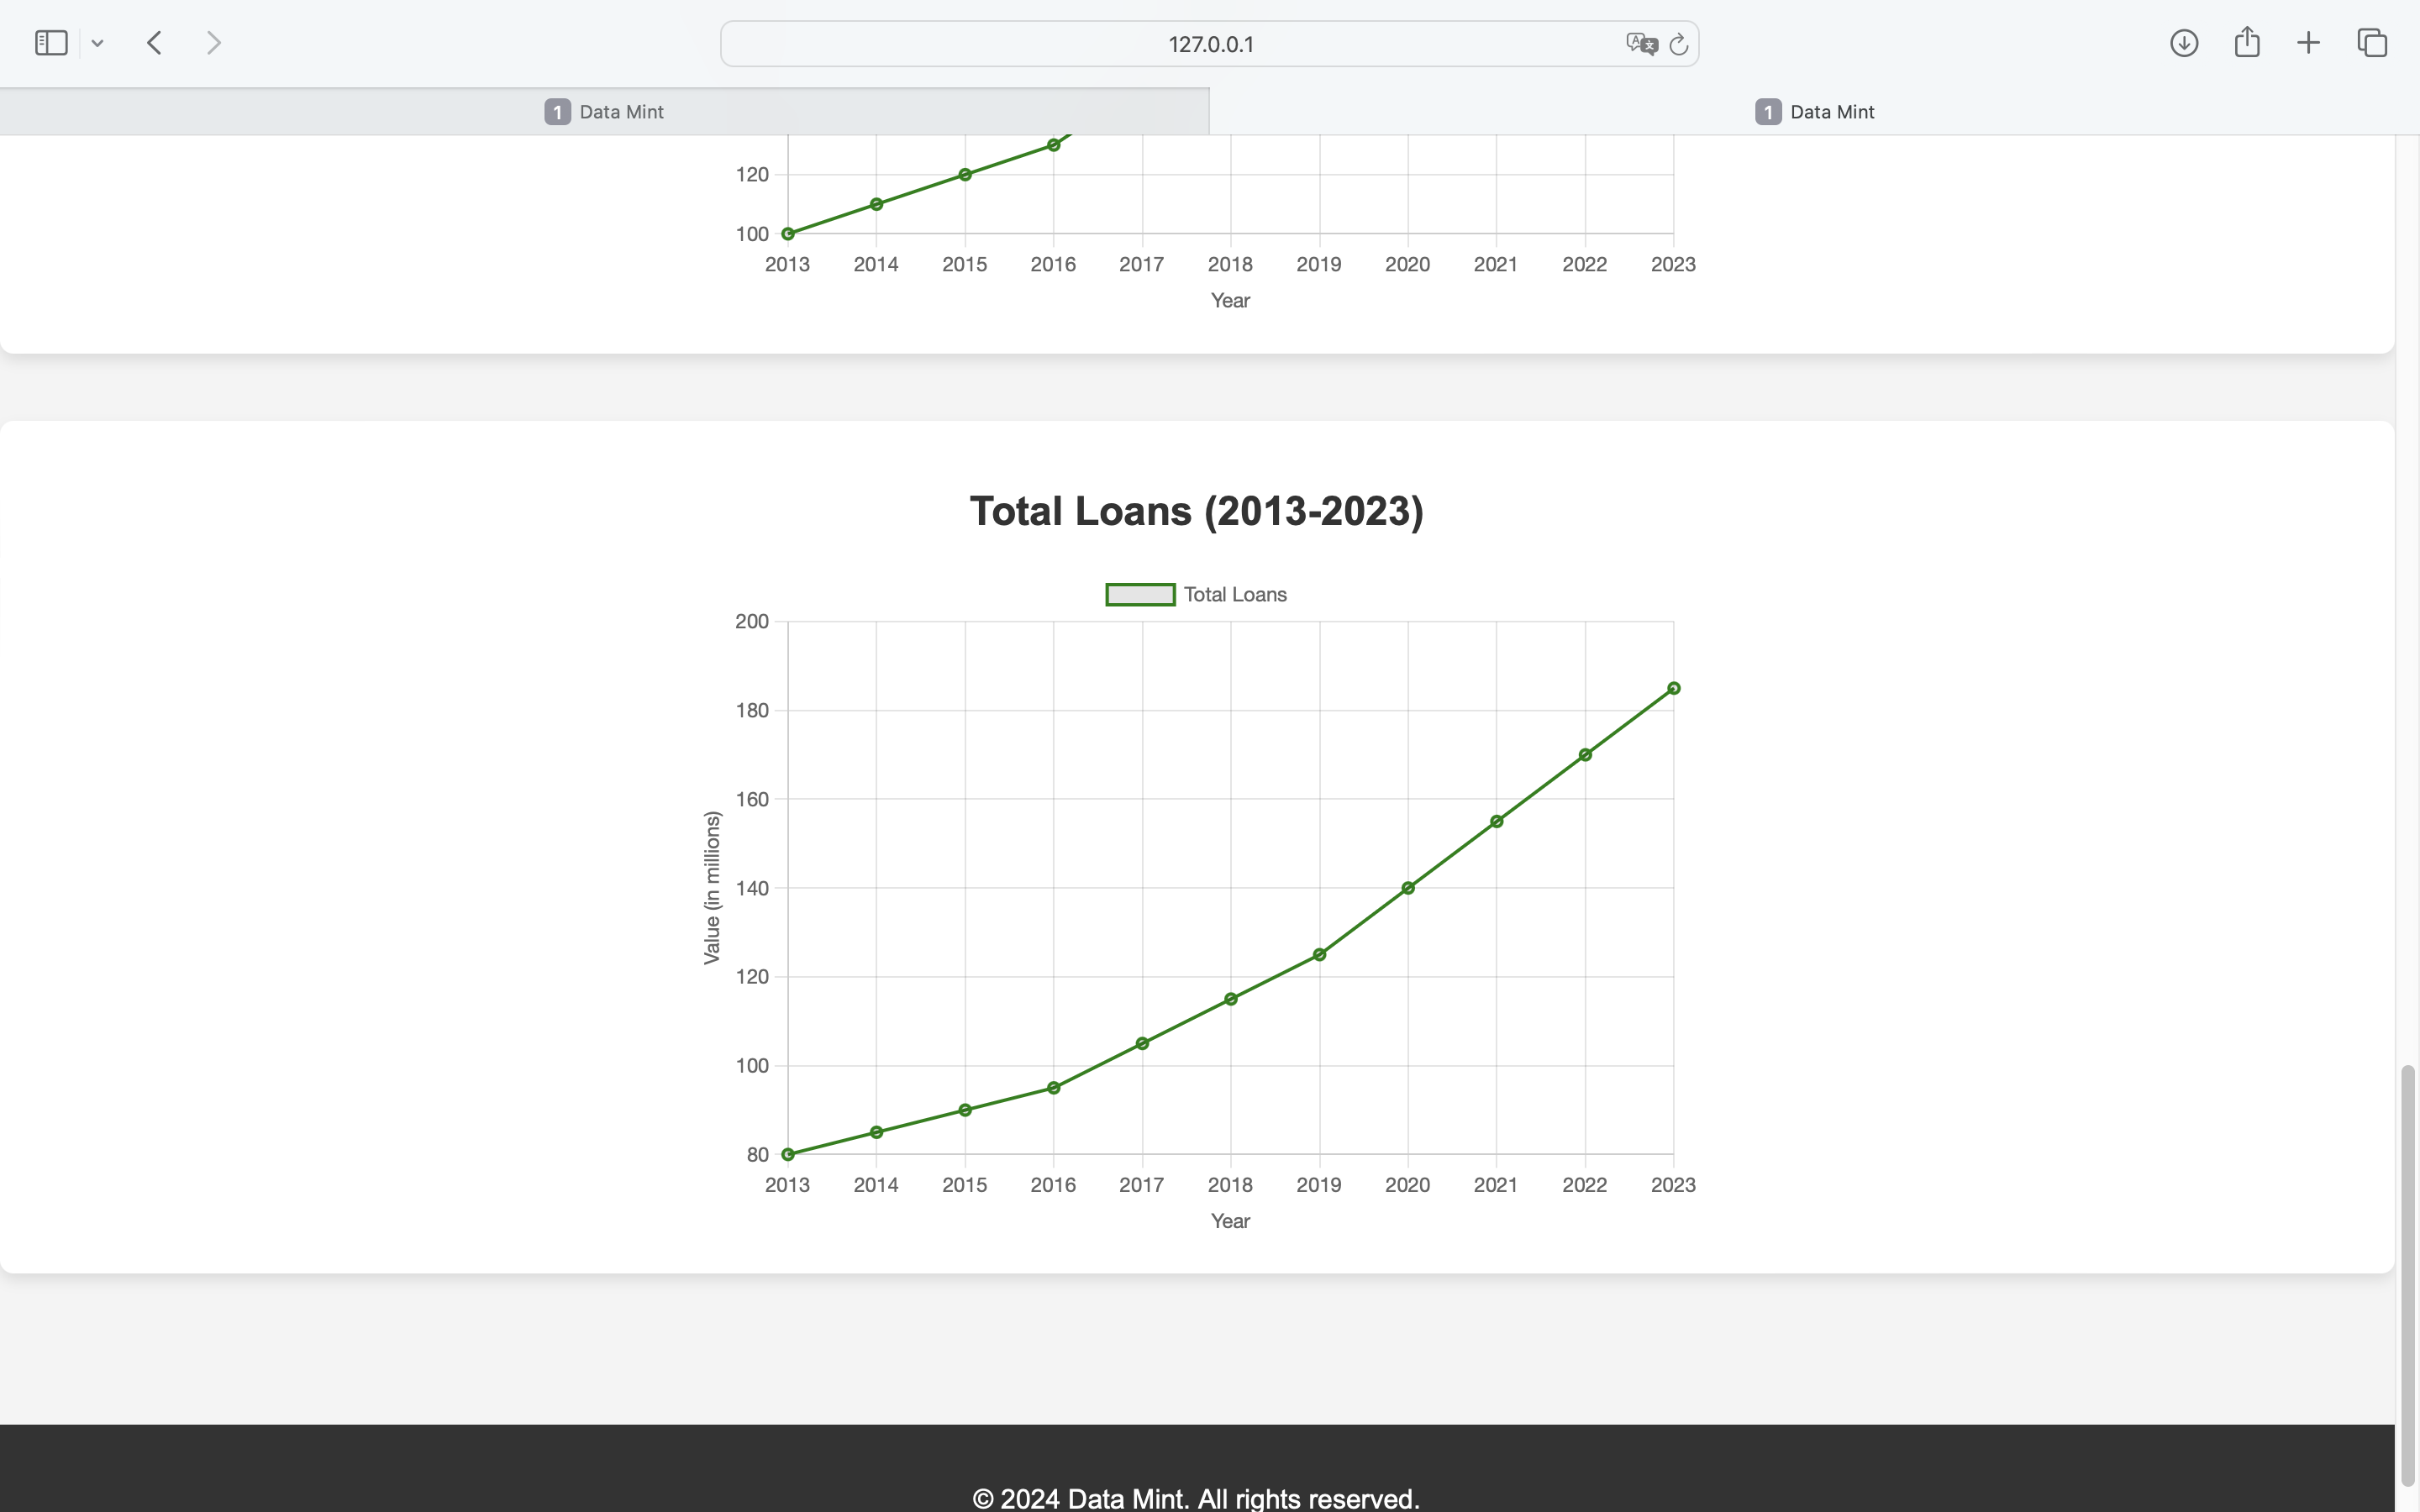 127.0.0.1
1 Data Mint
1 Data Mint
120
100
2013 2014 2015 2016 2017 2018 2019 2020 2021 2022 2023
Year
Total Loans (2013-2023)
Total Loans
200
180
160
140
120
100
80
Value (in millions)
2013 2014 2015 2016 2017 2018 2019 2020 2021 2022 2023
Year
© 2024 Data Mint. All rights reserved.